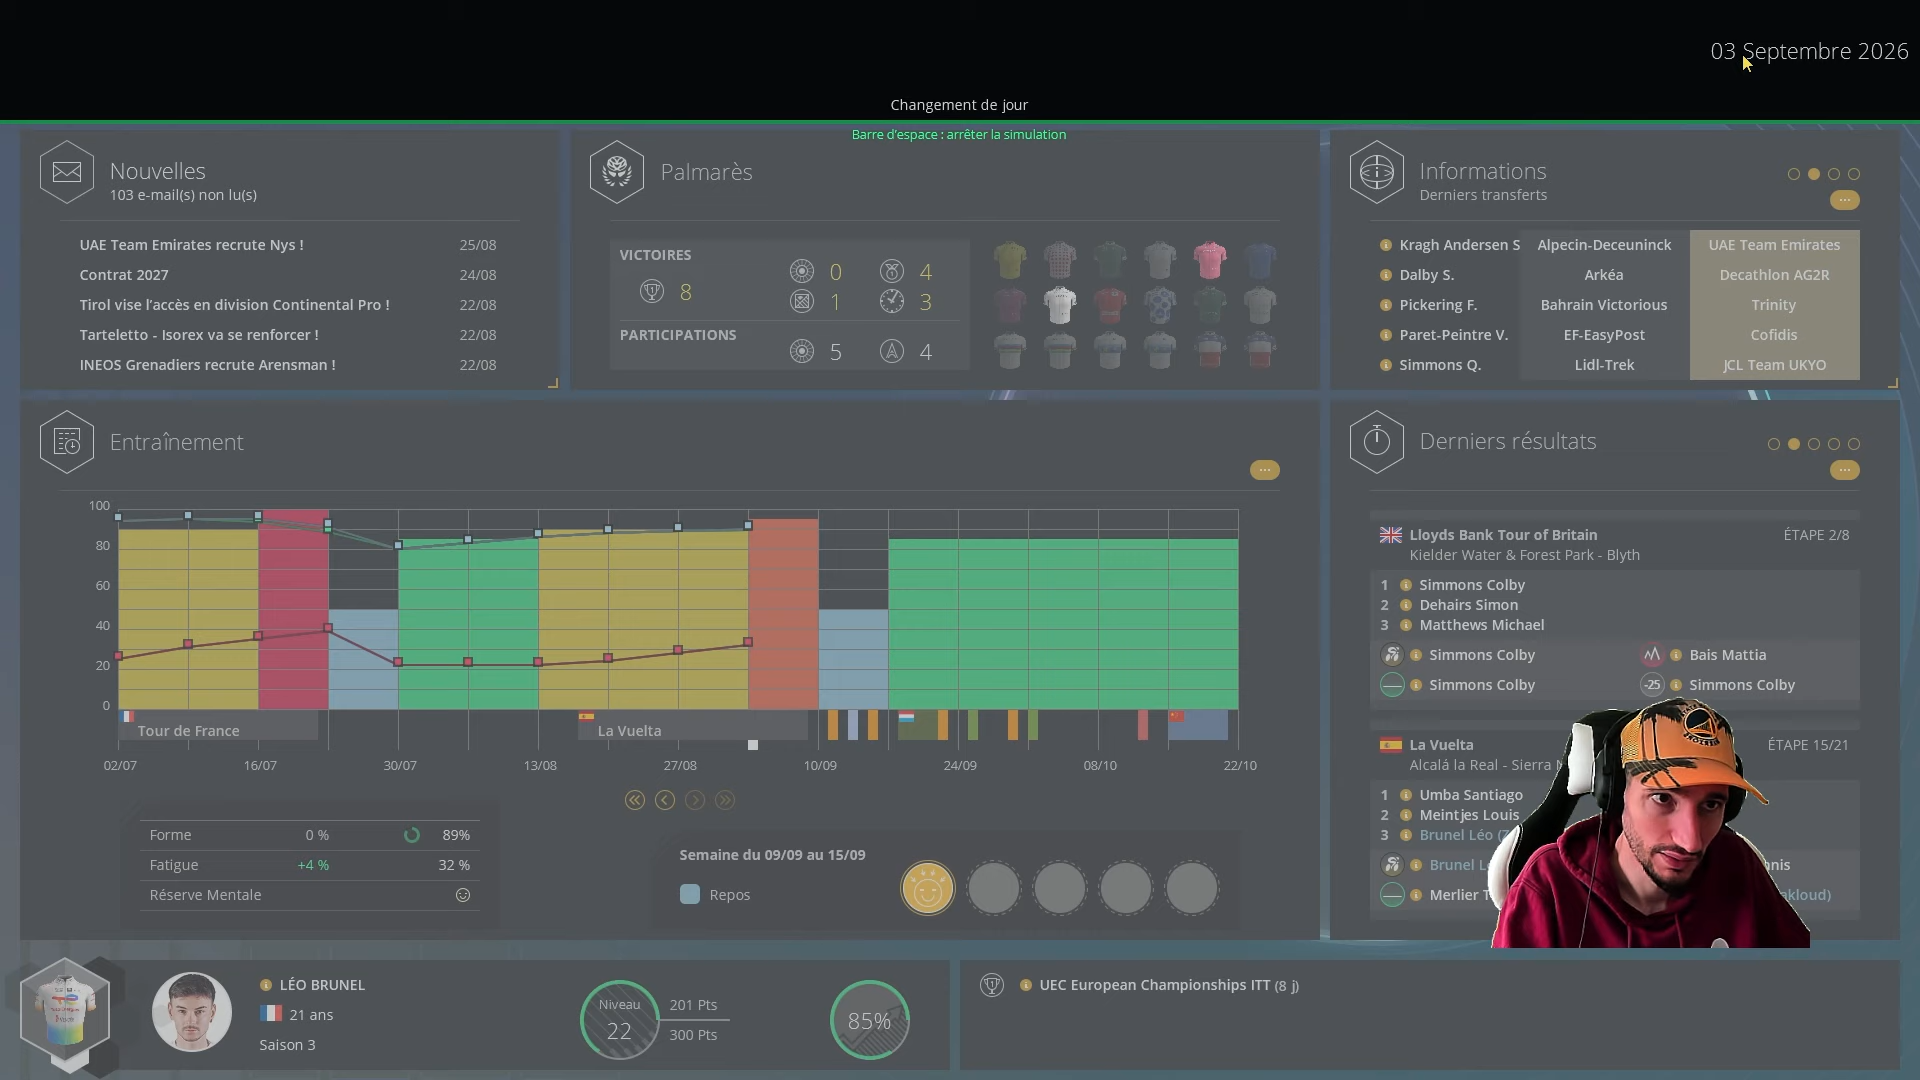 03 Septembre 2026
Changement de jour
Barre d'espace : arrêter la simulation
Nouvelles
103 e-mail(s) non lu(s)
UAE Team Emirates recrute Nys ! 25/08
Contrat 2027 24/08
Tirol vise l'accès en division Continental Pro ! 22/08
Tarteletto - Isorex va se renforcer ! 22/08
INEOS Grenadiers recrute Arensman ! 22/08
Palmarès
VICTOIRES
8
0 4
1 3
PARTICIPATIONS
5 4
Informations
Derniers transferts
Kragh Andersen S Alpecin-Deceuninck UAE Team Emirates
Dalby S. Arkéa Decathlon AG2R
Pickering F. Bahrain Victorious Trinity
Paret-Peintre V. EF-EasyPost Cofidis
Simmons Q. Lidl-Trek JCL Team UKYO
Entraînement
100
80
60
40
20
0
Tour de France
La Vuelta
02/07 16/07 30/07 13/08 27/08 10/09 24/09 08/10 22/10
Forme 0 % 89%
Fatigue +4 % 32 %
Réserve Mentale
Semaine du 09/09 au 15/09
Repos
Derniers résultats
Lloyds Bank Tour of Britain ÉTAPE 2/8
Kielder Water & Forest Park - Blyth
1 Simmons Colby
2 Dehairs Simon
3 Matthews Michael
Simmons Colby Bais Mattia
Simmons Colby -25 Simmons Colby
La Vuelta ÉTAPE 15/21
Alcalá la Real - Sierra
1 Umba Santiago
2 Meintjes Louis
3 Brunel Léo
Brunel
Merlier
LÉO BRUNEL
21 ans
Saison 3
Niveau
22
201 Pts
300 Pts
85%
UEC European Championships ITT (8 j)